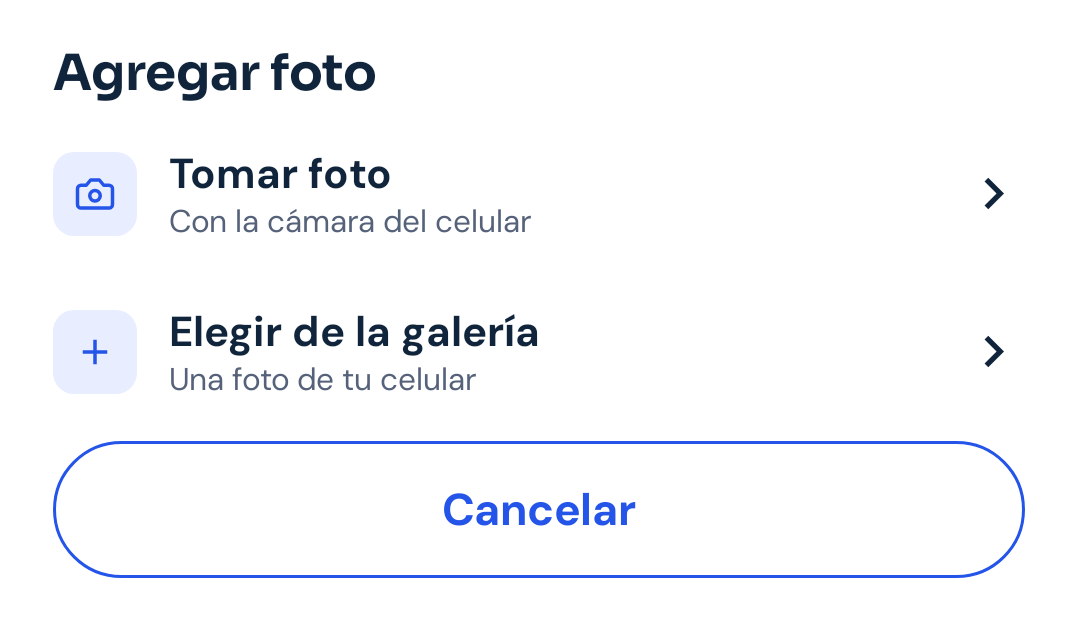 Agregar foto
Tomar foto
Con la cámara del celular
Elegir de la galería
Una foto de tu celular
Cancelar